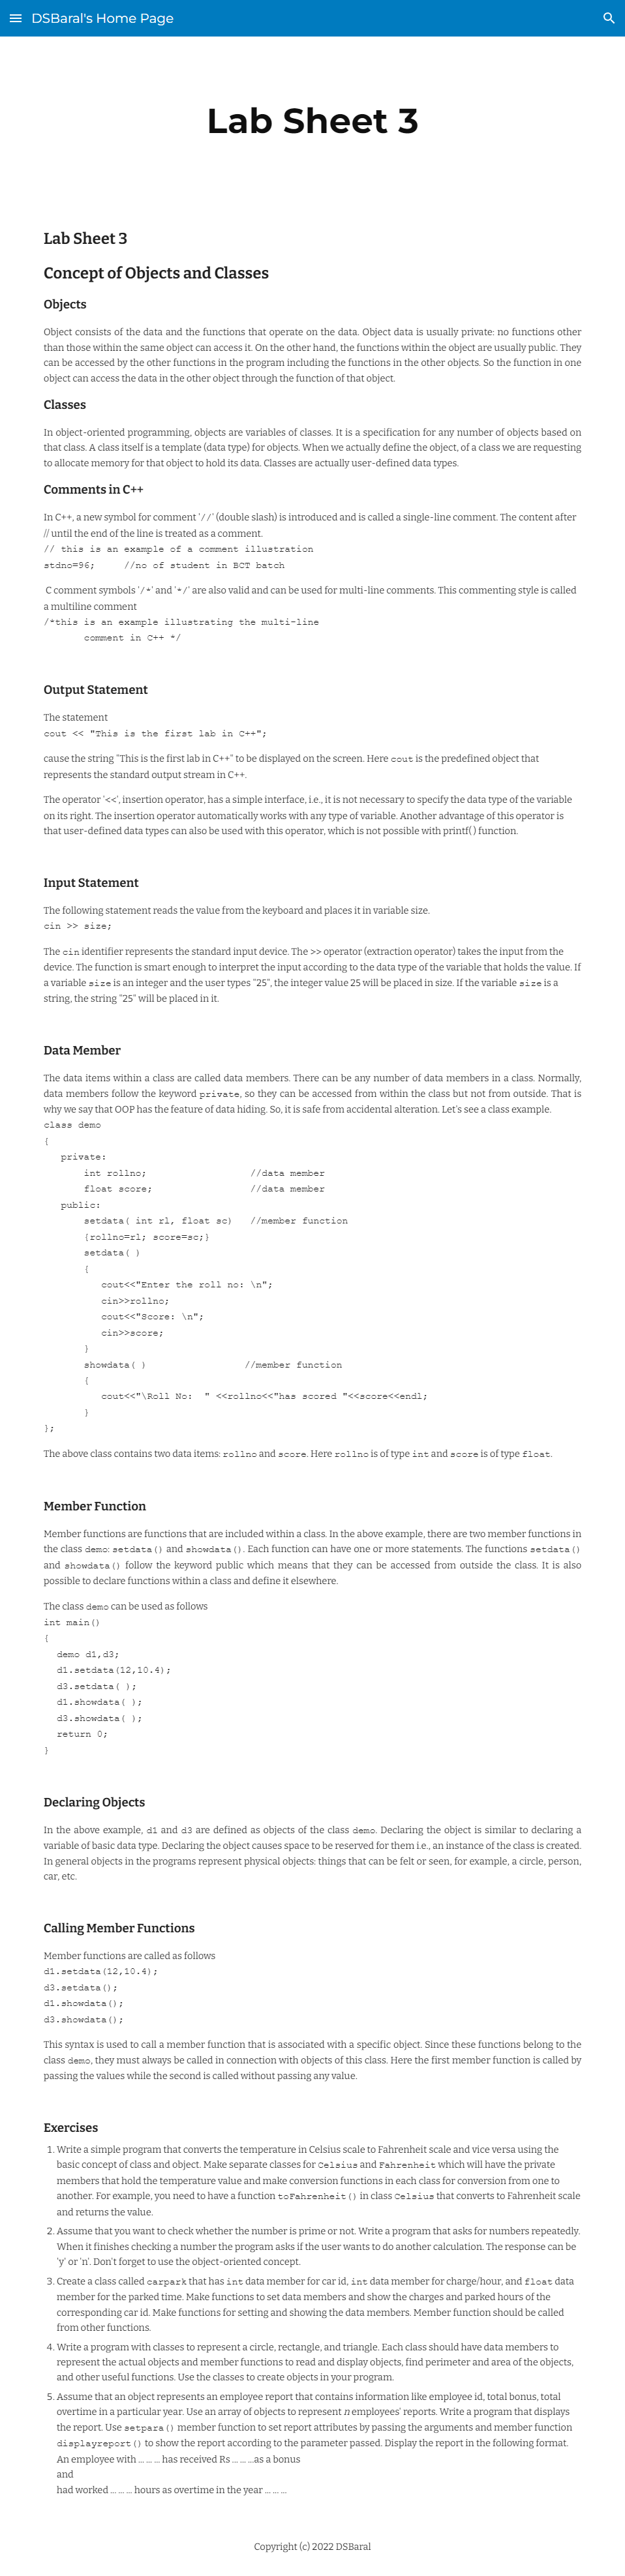 DSBaral's Home Page
Lab Sheet 3
Lab Sheet 3
Concept of Objects and Classes
Objects
Object consists of the data and the functions that operate on the data. Object data is usually private: no functions other
than those within the same object can access it. On the other hand, the functions within the object are usually public. They
can be accessed by the other functions in the program including the functions in the other objects. So the function in one
object can access the data in the other object through the function of that object.
Classes
In object-oriented programming, objects are variables of classes. It is a specification for any number of objects based on
that class. A class itself is a template (data type) for objects. When we actually define the object, of a class we are requesting
to allocate memory for that object to hold its data. Classes are actually user-defined data types.
Comments in C++
In C++, a new symbol for comment '//' (double slash) is introduced and is called a single-line comment. The content after
// until the end of the line is treated as a comment.
// this is an example of a comment illustration
stdno=96;     //no of student in BCT batch
C comment symbols '/*' and '*/' are also valid and can be used for multi-line comments. This commenting style is called
a multiline comment
/*this is an example illustrating the multi-line
       comment in C++ */
Output Statement
The statement
cout << "This is the first lab in C++";
cause the string "This is the first lab in C++" to be displayed on the screen. Here cout is the predefined object that
represents the standard output stream in C++.
The operator '<<', insertion operator, has a simple interface, i.e., it is not necessary to specify the data type of the variable
on its right. The insertion operator automatically works with any type of variable. Another advantage of this operator is
that user-defined data types can also be used with this operator, which is not possible with printf( ) function.
Input Statement
The following statement reads the value from the keyboard and places it in variable size.
cin >> size;
The cin identifier represents the standard input device. The >> operator (extraction operator) takes the input from the
device. The function is smart enough to interpret the input according to the data type of the variable that holds the value. If
a variable size is an integer and the user types "25", the integer value 25 will be placed in size. If the variable size is a
string, the string "25" will be placed in it.
Data Member
The data items within a class are called data members. There can be any number of data members in a class. Normally,
data members follow the keyword private, so they can be accessed from within the class but not from outside. That is
why we say that OOP has the feature of data hiding. So, it is safe from accidental alteration. Let's see a class example.
class demo
{
   private:
       int rollno;                  //data member
       float score;                 //data member
   public:
       setdata( int rl, float sc)   //member function
       {rollno=rl; score=sc;}
       setdata( )
       {
          cout<<"Enter the roll no: \n";
          cin>>rollno;
          cout<<"Score: \n";
          cin>>score;
       }
       showdata( )                 //member function
       {
          cout<<"\Roll No:  " <<rollno<<"has scored "<<score<<endl;
       }
};
The above class contains two data items: rollno and score. Here rollno is of type int and score is of type float.
Member Function
Member functions are functions that are included within a class. In the above example, there are two member functions in
the class demo: setdata() and showdata(). Each function can have one or more statements. The functions setdata()
and showdata() follow the keyword public which means that they can be accessed from outside the class. It is also
possible to declare functions within a class and define it elsewhere.
The class demo can be used as follows
int main()
{
  demo d1,d3;
  d1.setdata(12,10.4);
  d3.setdata( );
  d1.showdata( );
  d3.showdata( );
  return 0;
}
Declaring Objects
In the above example, d1 and d3 are defined as objects of the class demo. Declaring the object is similar to declaring a
variable of basic data type. Declaring the object causes space to be reserved for them i.e., an instance of the class is created.
In general objects in the programs represent physical objects: things that can be felt or seen, for example, a circle, person,
car, etc.
Calling Member Functions
Member functions are called as follows
d1.setdata(12,10.4);
d3.setdata();
d1.showdata();
d3.showdata();
This syntax is used to call a member function that is associated with a specific object. Since these functions belong to the
class demo, they must always be called in connection with objects of this class. Here the first member function is called by
passing the values while the second is called without passing any value.
Exercises
1. Write a simple program that converts the temperature in Celsius scale to Fahrenheit scale and vice versa using the
basic concept of class and object. Make separate classes for Celsius and Fahrenheit which will have the private
members that hold the temperature value and make conversion functions in each class for conversion from one to
another. For example, you need to have a function toFahrenheit() in class Celsius that converts to Fahrenheit scale
and returns the value.
2. Assume that you want to check whether the number is prime or not. Write a program that asks for numbers repeatedly.
When it finishes checking a number the program asks if the user wants to do another calculation. The response can be
'y' or 'n'. Don't forget to use the object-oriented concept.
3. Create a class called carpark that has int data member for car id, int data member for charge/hour, and float data
member for the parked time. Make functions to set data members and show the charges and parked hours of the
corresponding car id. Make functions for setting and showing the data members. Member function should be called
from other functions.
4. Write a program with classes to represent a circle, rectangle, and triangle. Each class should have data members to
represent the actual objects and member functions to read and display objects, find perimeter and area of the objects,
and other useful functions. Use the classes to create objects in your program.
5. Assume that an object represents an employee report that contains information like employee id, total bonus, total
overtime in a particular year. Use an array of objects to represent n employees' reports. Write a program that displays
the report. Use setpara() member function to set report attributes by passing the arguments and member function
displayreport() to show the report according to the parameter passed. Display the report in the following format.
An employee with ... ... ... has received Rs ... ... ...as a bonus
and
had worked ... ... ... hours as overtime in the year ... ... ...
Copyright (c) 2022 DSBaral